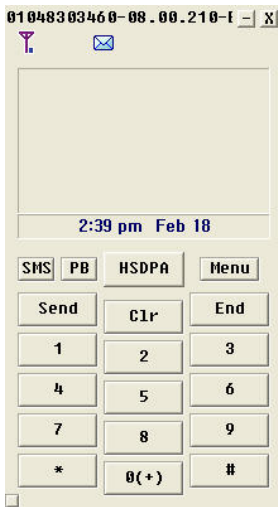 01048303460-08.00.210-E - X
2:39 pm Feb 18
SMS PB HSDPA Menu
Send Clr End
1 2 3
4 5 6
7 8 9
* 0(+) #